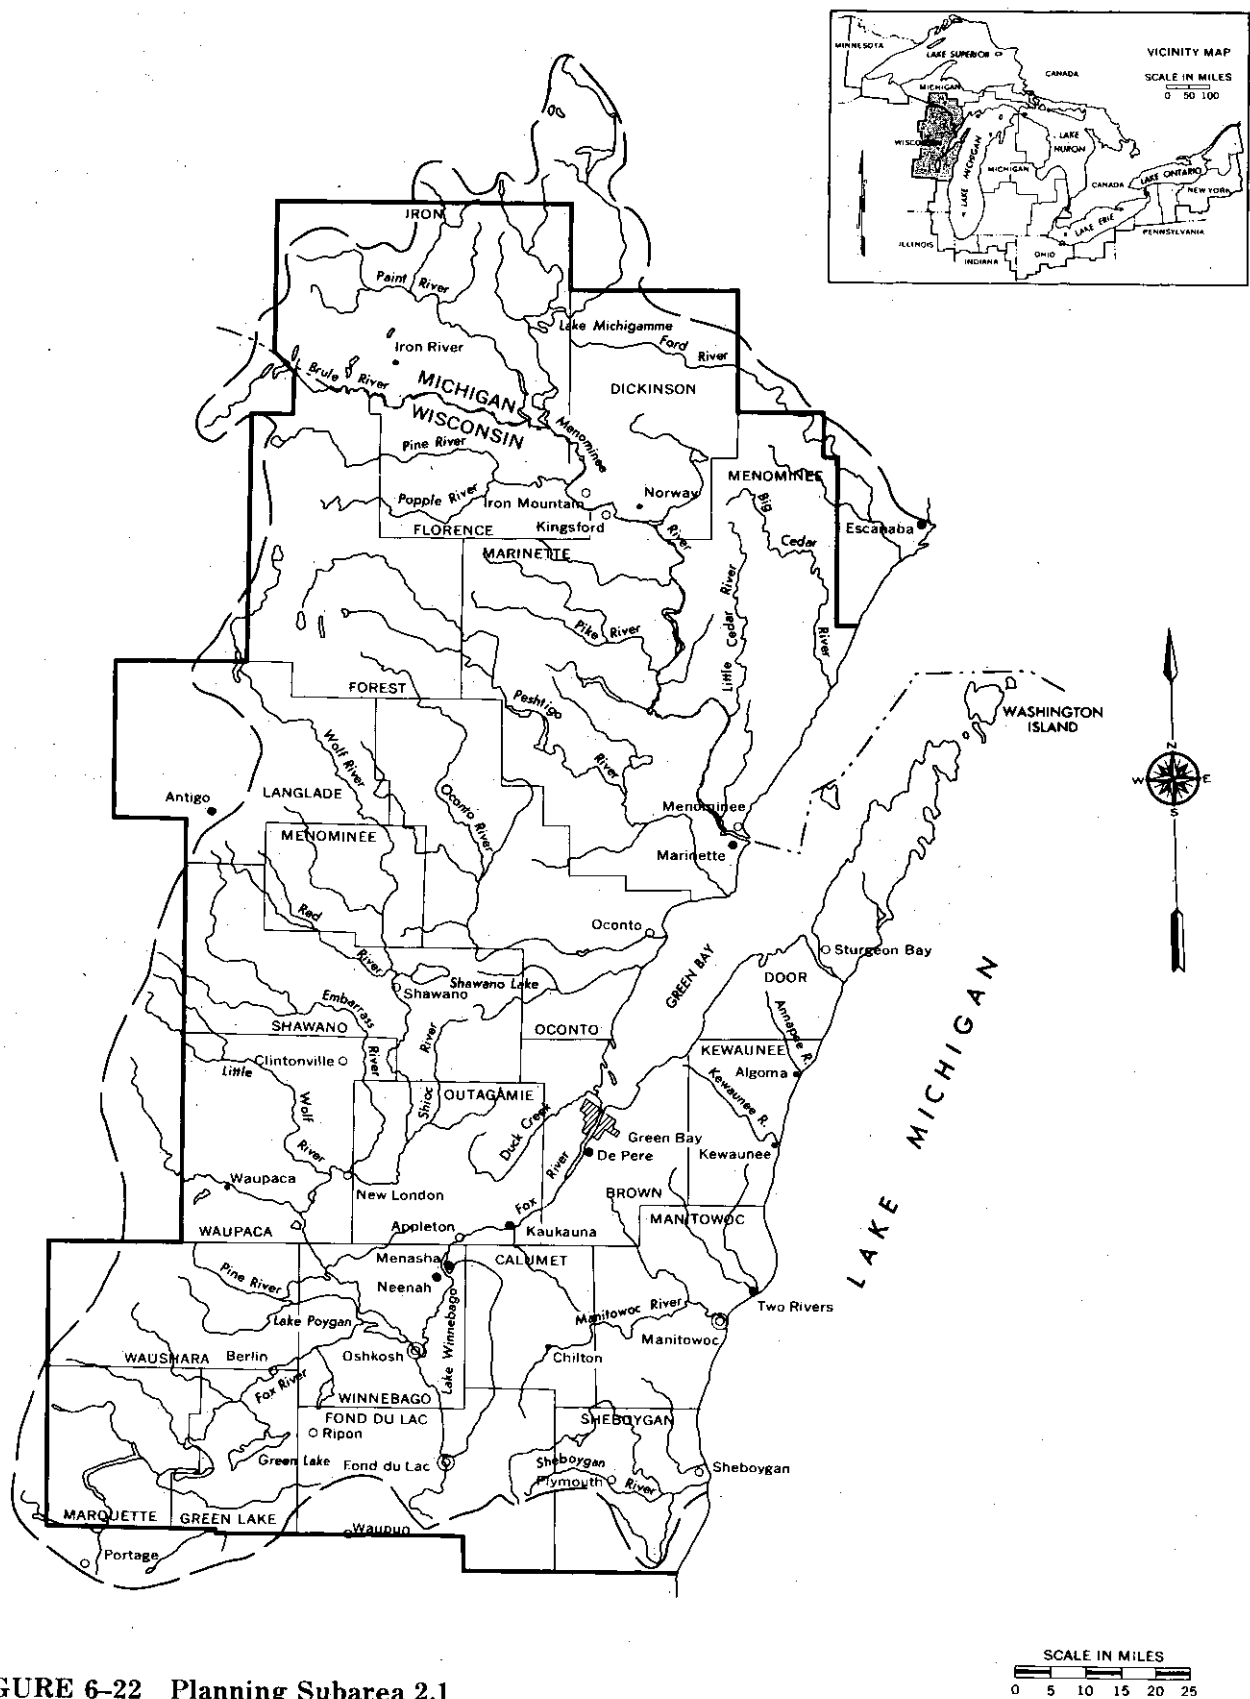 VICINITY MAP
SCALE IN MILES
0 50 100
MINNESOTA
LAKE SUPERIOR
CANADA
MICHIGAN
LAKE HURON
LAKE MICHIGAN
MICHIGAN
CANADA
LAKE ONTARIO
NEW YORK
LAKE ERIE
PENNSYLVANIA
ILLINOIS
INDIANA
OHIO
IRON
Paint River
Lake Michigamme
Ford River
Iron River
Brule River
MICHIGAN
WISCONSIN
DICKINSON
Menominee
River
Pine River
MENOMINEE
Popple River
Iron Mountain
Norway
Kingsford
FLORENCE
Big
Cedar
River
Escanaba
MARINETTE
Little Cedar River
Pike River
FOREST
Peshtigo
River
WASHINGTON
ISLAND
N
W E
S
Wolf River
Antigo
LANGLADE
Oconto River
Menominee
MENOMINEE
Marinette
Red
River
Oconto
GREEN BAY
Sturgeon Bay
Shawano Lake
Shawano
DOOR
Annapee R.
Embarrass
River
SHAWANO
OCONTO
Clintonville
Little
Wolf
River
Shioc
River
KEWAUNEE
Algoma
Kewaunee R.
OUTAGAMIE
Duck Creek
Green Bay
De Pere
Kewaunee
LAKE MICHIGAN
Waupaca
New London
Fox
River
BROWN
MANITOWOC
WAUPACA
Appleton
Kaukauna
Menasha
CALUMET
Neenah
Pine River
Lake Winnebago
Two Rivers
Lake Poygan
Manitowoc River
Manitowoc
WAUSHARA
Berlin
Oshkosh
Chilton
Fox River
WINNEBAGO
FOND DU LAC
SHEBOYGAN
Ripon
Green Lake
Fond du Lac
Sheboygan
River
Plymouth
Sheboygan
MARQUETTE
GREEN LAKE
Waupun
Portage
SCALE IN MILES
0 5 10 15 20 25
GURE 6–22 Planning Subarea 2.1